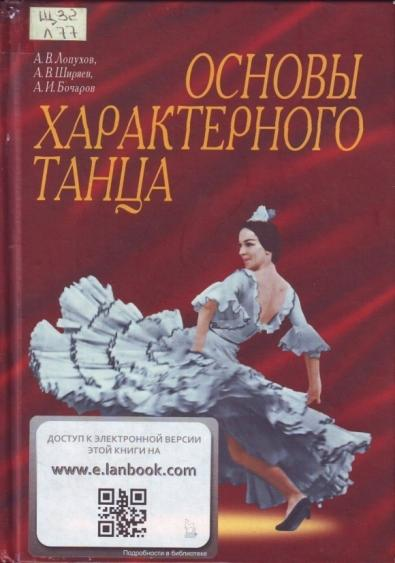 Щ32
Л77
А. В. Лопухов,
А. В. Ширяев,
А. И. Бочаров
ОСНОВЫ
ХАРАКТЕРНОГО
ТАНЦА
ДОСТУП К ЭЛЕКТРОННОЙ ВЕРСИИ
ЭТОЙ КНИГИ НА
www.e.lanbook.com
Подробности в библиотеке